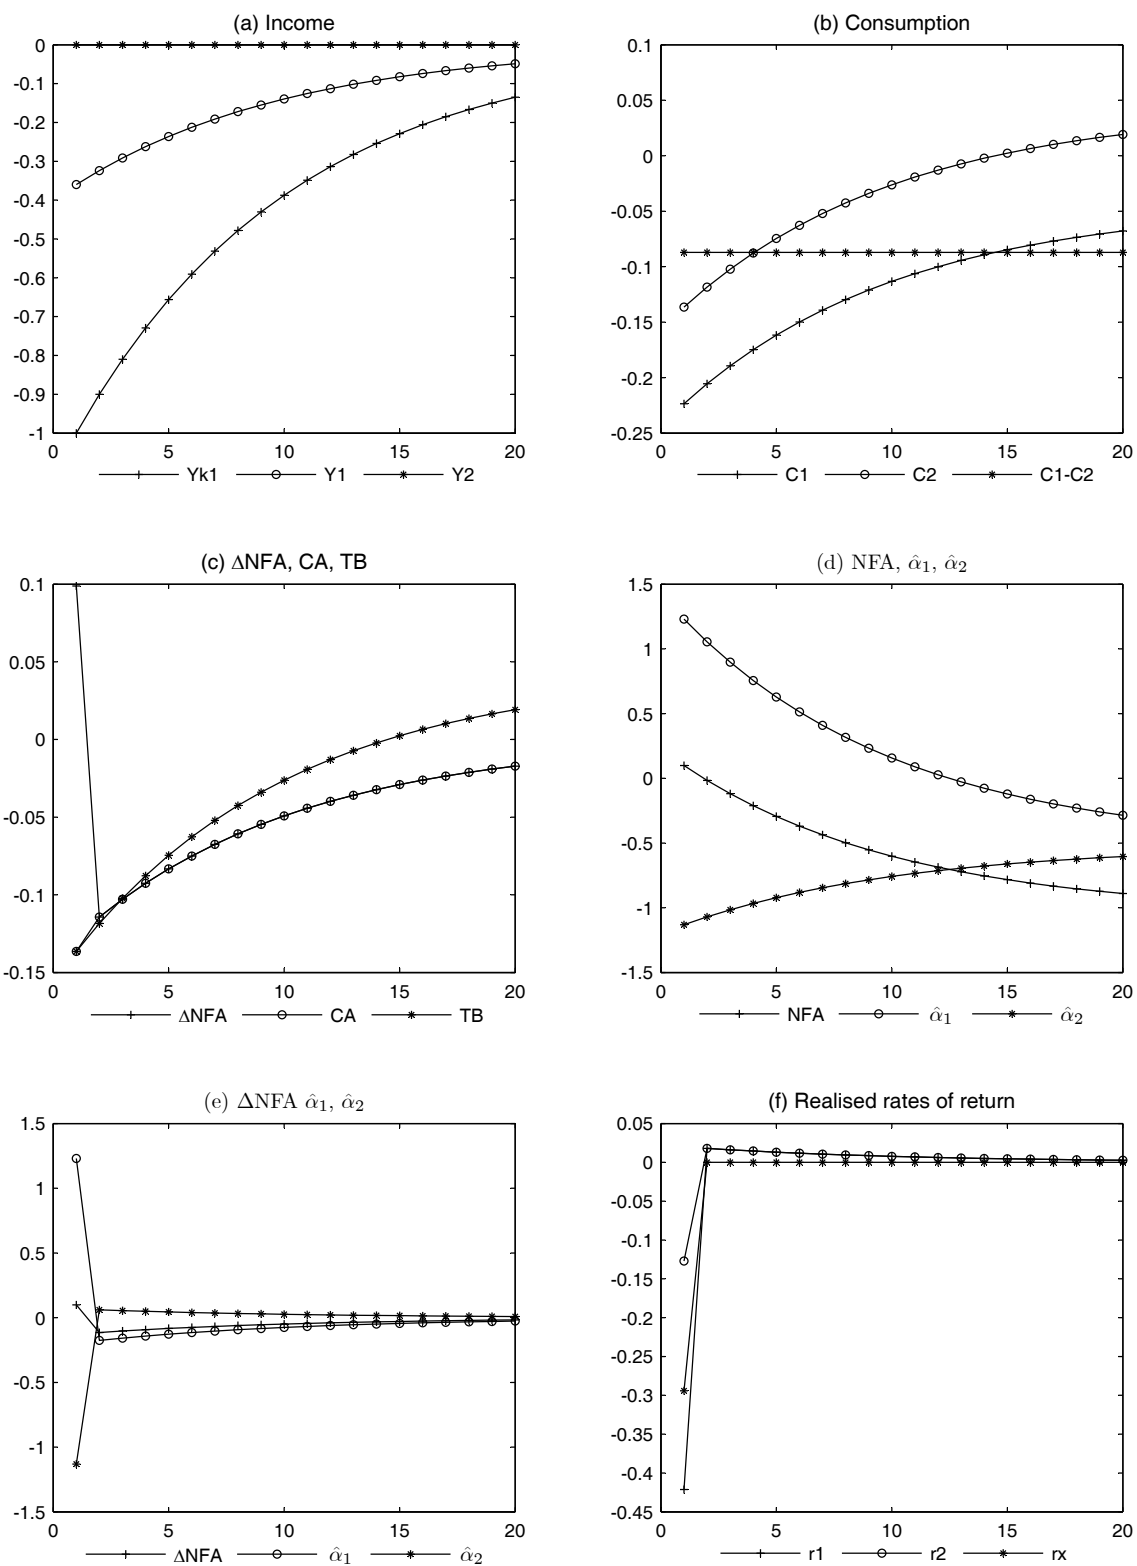 (a) Income
0
-0.1
-0.2
-0.3
-0.4
-0.5
-0.6
-0.7
-0.8
-0.9
-1
0 5 10 15 20
Yk1 Y1 Y2
(b) Consumption
0.1
0.05
0
-0.05
-0.1
-0.15
-0.2
-0.25
0 5 10 15 20
C1 C2 C1-C2
(c) ΔNFA, CA, TB
0.1
0.05
0
-0.05
-0.1
-0.15
0 5 10 15 20
ΔNFA CA TB
(d) NFA, α̂₁, α̂₂
1.5
1
0.5
0
-0.5
-1
-1.5
0 5 10 15 20
NFA α̂₁ α̂₂
(e) ΔNFA α̂₁, α̂₂
1.5
1
0.5
0
-0.5
-1
-1.5
0 5 10 15 20
ΔNFA α̂₁ α̂₂
(f) Realised rates of return
0.05
0
-0.05
-0.1
-0.15
-0.2
-0.25
-0.3
-0.35
-0.4
-0.45
0 5 10 15 20
r1 r2 rx